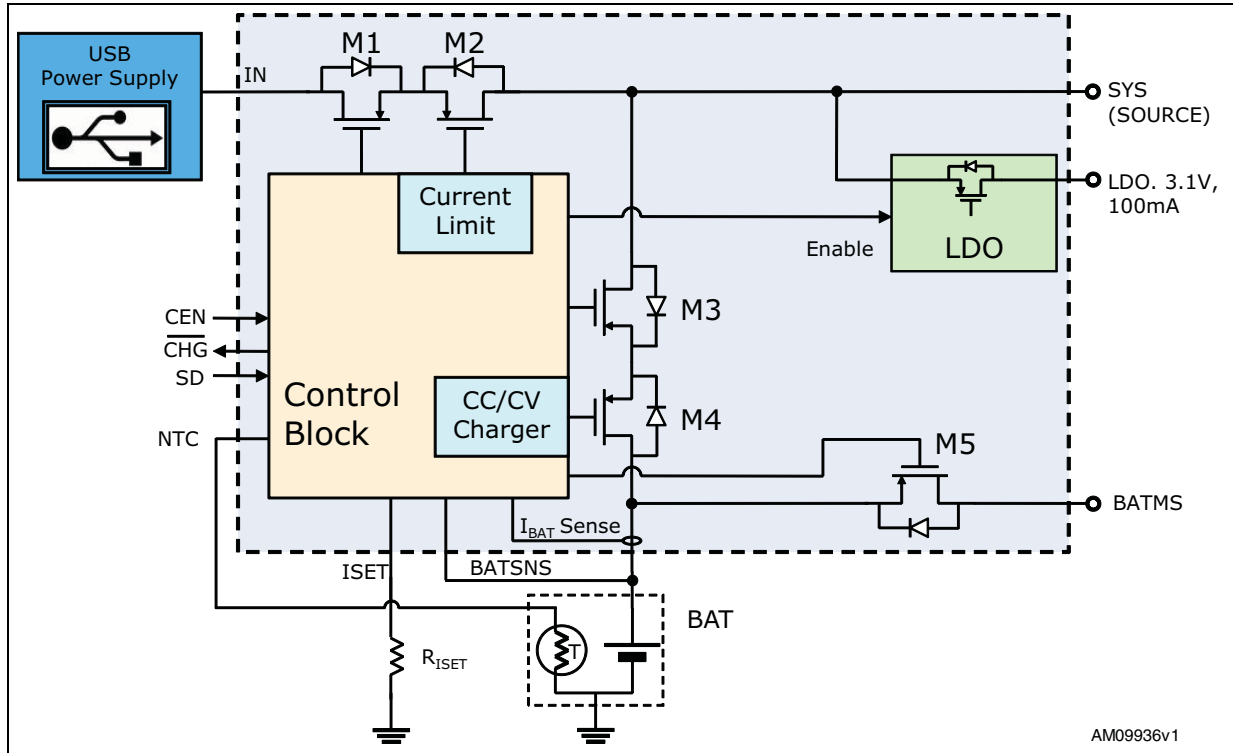 USB
Power Supply
IN
M1
M2
SYS
(SOURCE)
Current
Limit
LDO. 3.1V,
100mA
Enable
LDO
M3
CEN
CHG
SD
Control
Block
CC/CV
Charger
M4
NTC
M5
BATMS
IBAT Sense
ISET
BATSNS
BAT
T
RISET
AM09936v1